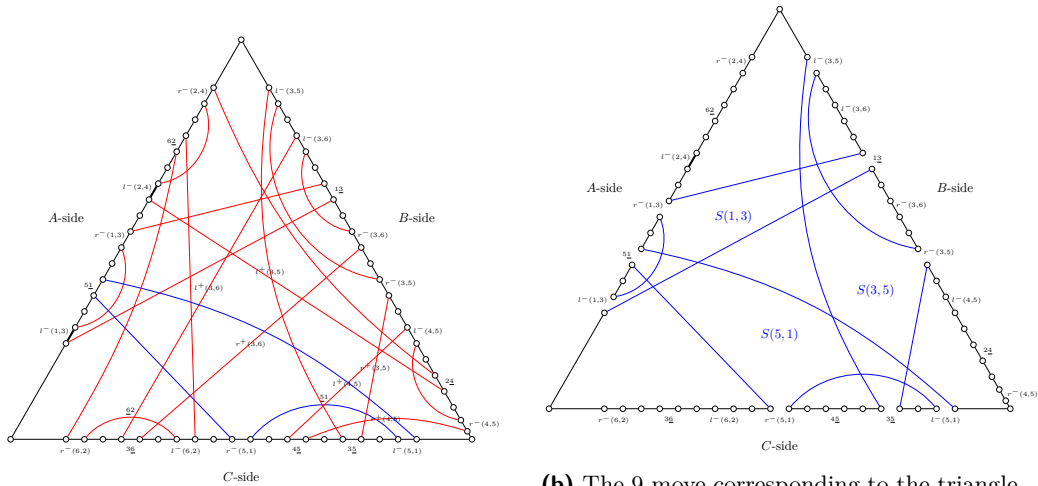 r⁻(2,4)
l⁻(3,5)
62
l⁻(3,6)
l⁻(2,4)
13
A-side
B-side
r⁻(1,3)
r⁻(3,6)
l⁺(3,5)
r⁻(3,5)
51
l⁺(3,6)
l⁻(1,3)
l⁻(4,5)
r⁺(3,6)
r⁺(3,5)
l⁺(4,5)
24
51
62
r⁺(4,5)
r⁻(4,5)
r⁻(6,2)
36
l⁻(6,2)
r⁻(5,1)
45
35
l⁻(5,1)
C-side
l⁻(3,5)
r⁻(2,4)
62
l⁻(3,6)
l⁻(2,4)
13
A-side
B-side
r⁻(1,3)
S(1,3)
r⁻(3,6)
51
r⁻(3,5)
l⁻(1,3)
S(3,5)
l⁻(4,5)
S(5,1)
24
r⁻(4,5)
r⁻(6,2)
36
l⁻(6,2)
r⁻(5,1)
45
35
l⁻(5,1)
C-side
(b) The 9-move corresponding to the triangle